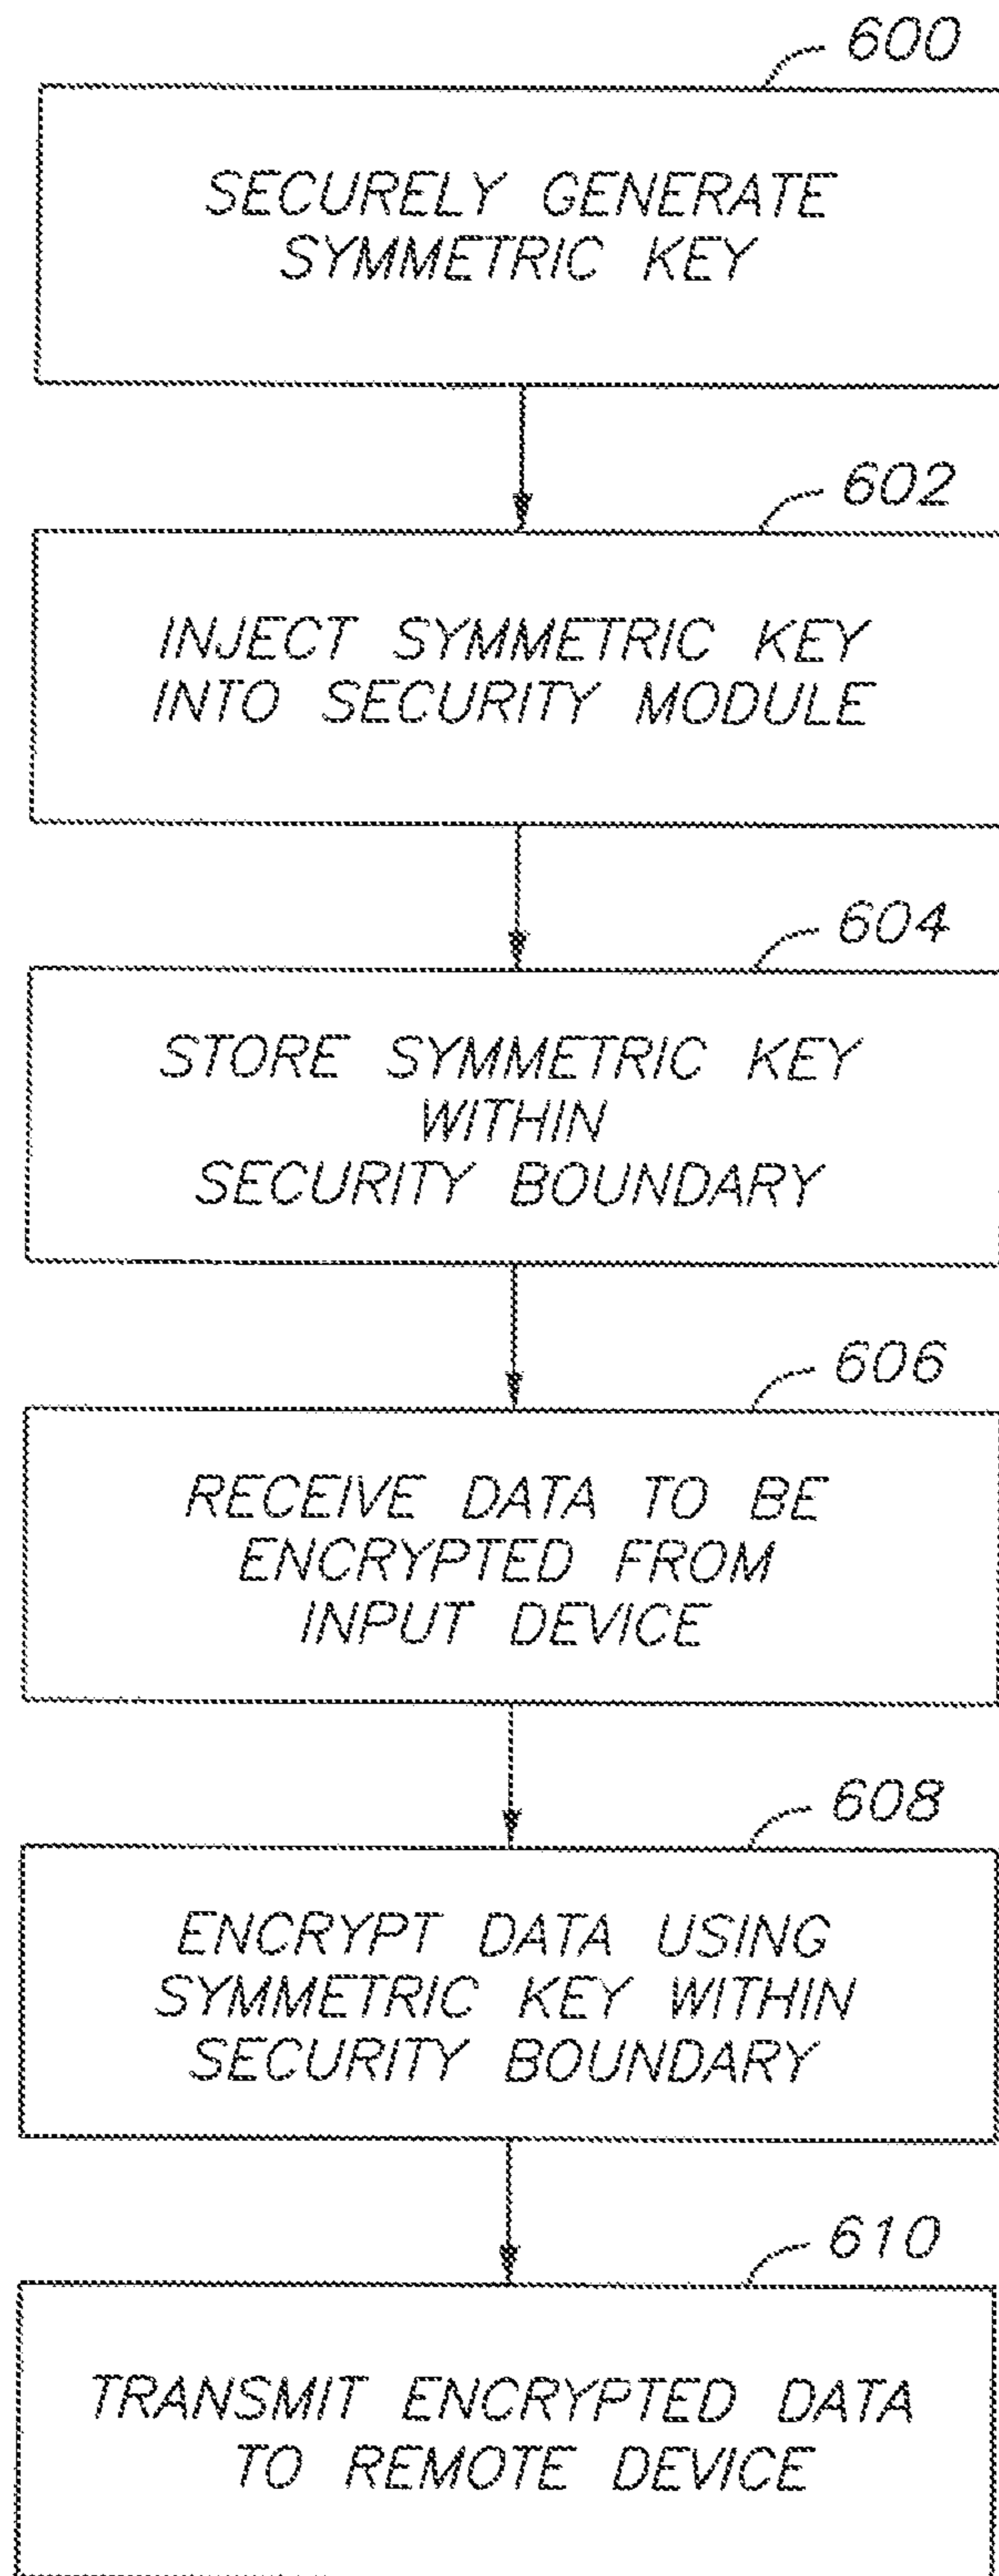 600
SECURELY GENERATE
SYMMETRIC KEY
602
INJECT SYMMETRIC KEY
INTO SECURITY MODULE
604
STORE SYMMETRIC KEY
WITHIN
SECURITY BOUNDARY
606
RECEIVE DATA TO BE
ENCRYPTED FROM
INPUT DEVICE
608
ENCRYPT DATA USING
SYMMETRIC KEY WITHIN
SECURITY BOUNDARY
610
TRANSMIT ENCRYPTED DATA
TO REMOTE DEVICE